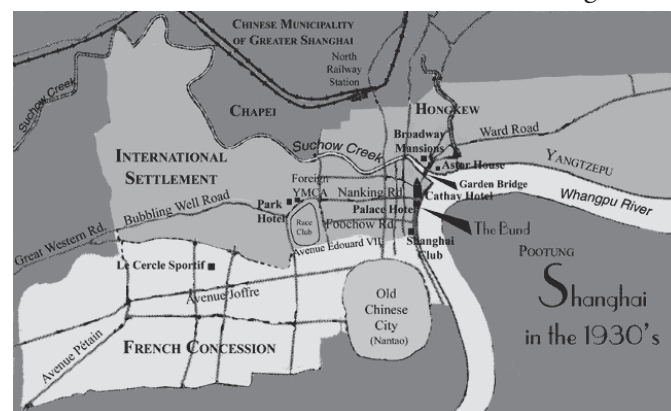 CHINESE MUNICIPALITY
OF GREATER SHANGHAI
North
Railway
Station
Suchow Creek
CHAPEI
HONGKEW
Broadway
Mansions
Ward Road
Suchow Creek
Astor House
YANGTZEPU
INTERNATIONAL
SETTLEMENT
Foreign
YMCA
Nanking Rd.
Garden Bridge
Cathay Hotel
Whangpu River
Park
Hotel
Bubbling Well Road
Palace Hotel
Race
Club
Foochow Rd.
The Bund
Great Western Rd.
Avenue Edouard VII
Shanghai
Club
POOTUNG
Le Cercle Sportif
Avenue Joffre
Old
Chinese
City
(Nantao)
Shanghai
in the 1930's
FRENCH CONCESSION
Avenue Pétain